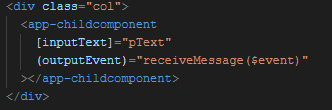 <div class="col">
<app-childcomponent
[inputText]="pText"
(outputEvent)="receiveMessage($event)"
></app-childcomponent>
</div>